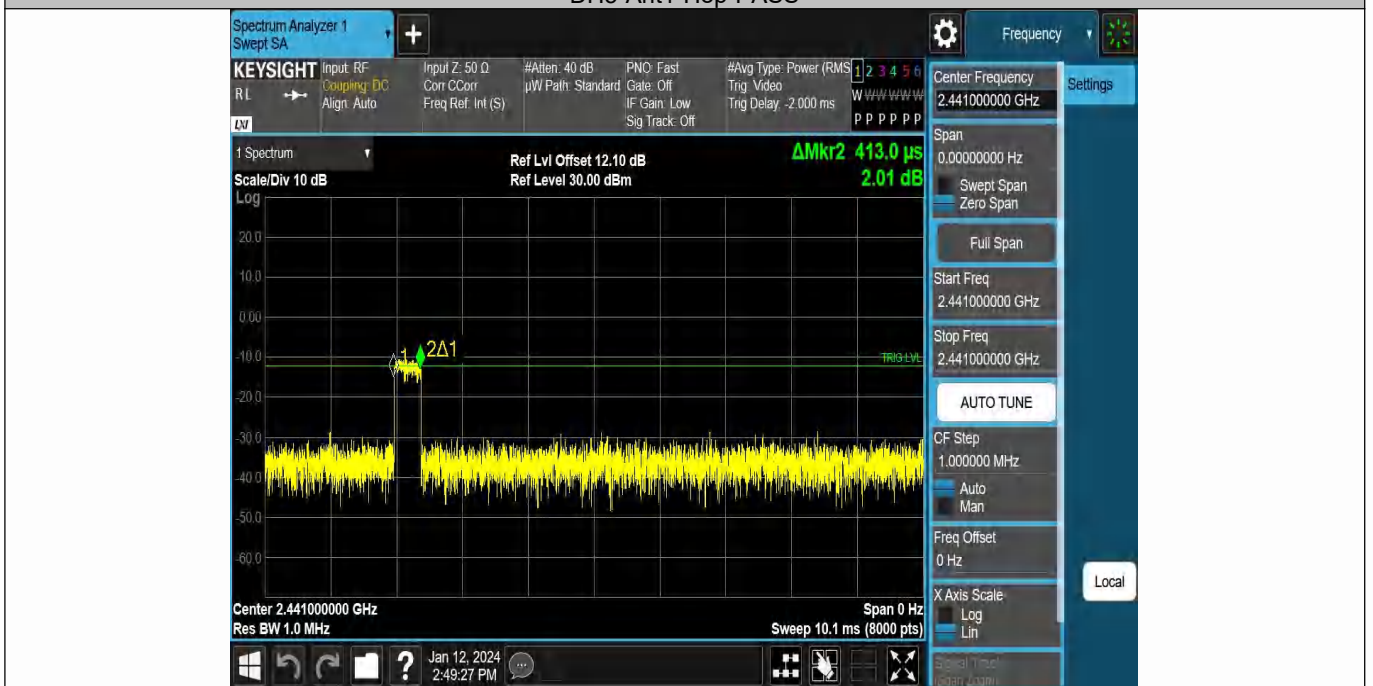 Spectrum Analyzer 1
Swept SA
+
Frequency
KEYSIGHT
RL
LXI
Input: RF
Coupling: DC
Align: Auto
Input Z: 50 Ω
Corr CCorr
Freq Ref: Int (S)
#Atten: 40 dB
µW Path: Standard
PNO: Fast
Gate: Off
IF Gain: Low
Sig Track: Off
#Avg Type: Power (RMS
Trig: Video
Trig Delay: -2.000 ms
1 2 3 4 5 6
W W W W W W
P P P P P P
1 Spectrum
Scale/Div 10 dB
Log
Ref Lvl Offset 12.10 dB
Ref Level 30.00 dBm
ΔMkr2 413.0 µs
2.01 dB
20.0
10.0
0.00
-10.0
-20.0
-30.0
-40.0
-50.0
-60.0
1
2Δ1
TRIG LVL
Center 2.441000000 GHz
Res BW 1.0 MHz
Span 0 Hz
Sweep 10.1 ms (8000 pts)
Center Frequency
2.441000000 GHz
Settings
Span
0.00000000 Hz
Swept Span
Zero Span
Full Span
Start Freq
2.441000000 GHz
Stop Freq
2.441000000 GHz
AUTO TUNE
CF Step
1.000000 MHz
Auto
Man
Freq Offset
0 Hz
X Axis Scale
Log
Lin
Local
?
Jan 12, 2024
2:49:27 PM